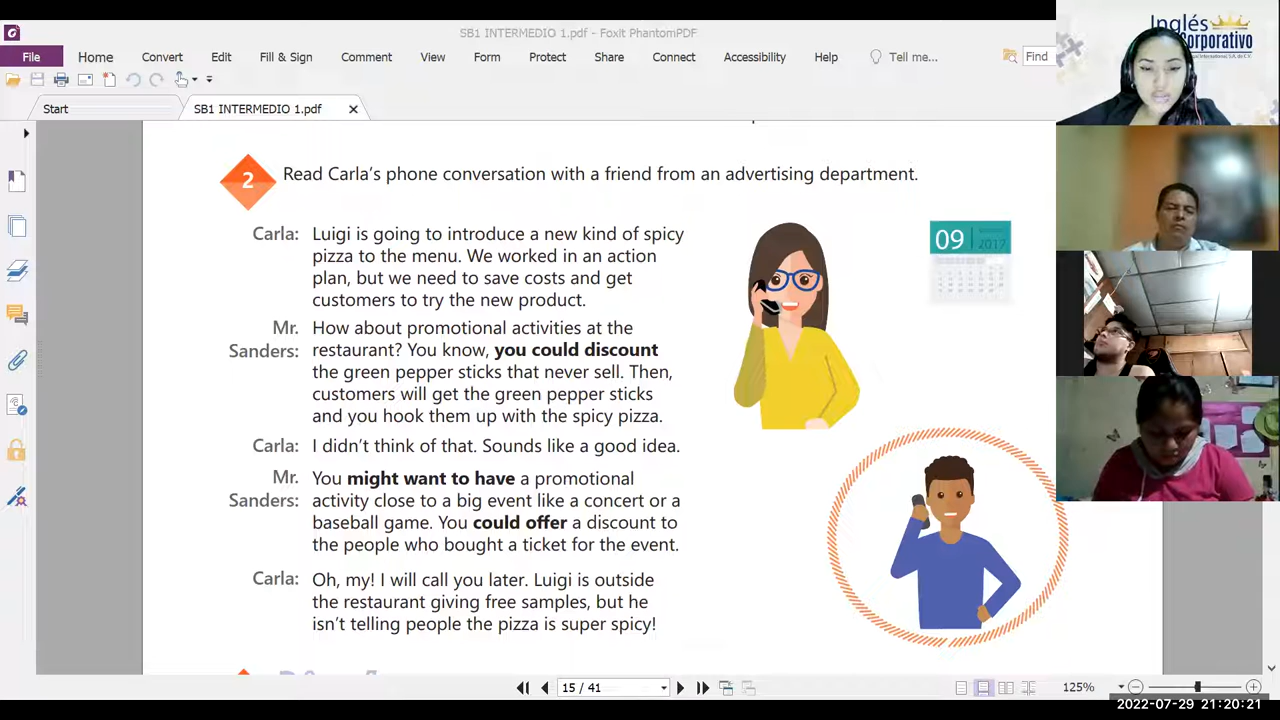 SB1 INTERMEDIO 1.pdf - Foxit PhantomPDF
File Home Convert Edit Fill & Sign Comment View Form Protect Share Connect Accessibility Help Tell me... Find
Start SB1 INTERMEDIO 1.pdf
Inglés
Corporativo
2 Read Carla's phone conversation with a friend from an advertising department.
Carla: Luigi is going to introduce a new kind of spicy
pizza to the menu. We worked in an action
plan, but we need to save costs and get
customers to try the new product.
Mr. How about promotional activities at the
Sanders: restaurant? You know, you could discount
the green pepper sticks that never sell. Then,
customers will get the green pepper sticks
and you hook them up with the spicy pizza.
Carla: I didn't think of that. Sounds like a good idea.
Mr. You might want to have a promotional
Sanders: activity close to a big event like a concert or a
baseball game. You could offer a discount to
the people who bought a ticket for the event.
Carla: Oh, my! I will call you later. Luigi is outside
the restaurant giving free samples, but he
isn't telling people the pizza is super spicy!
09 2017
15 / 41
125%
2022-07-29 21:20:21